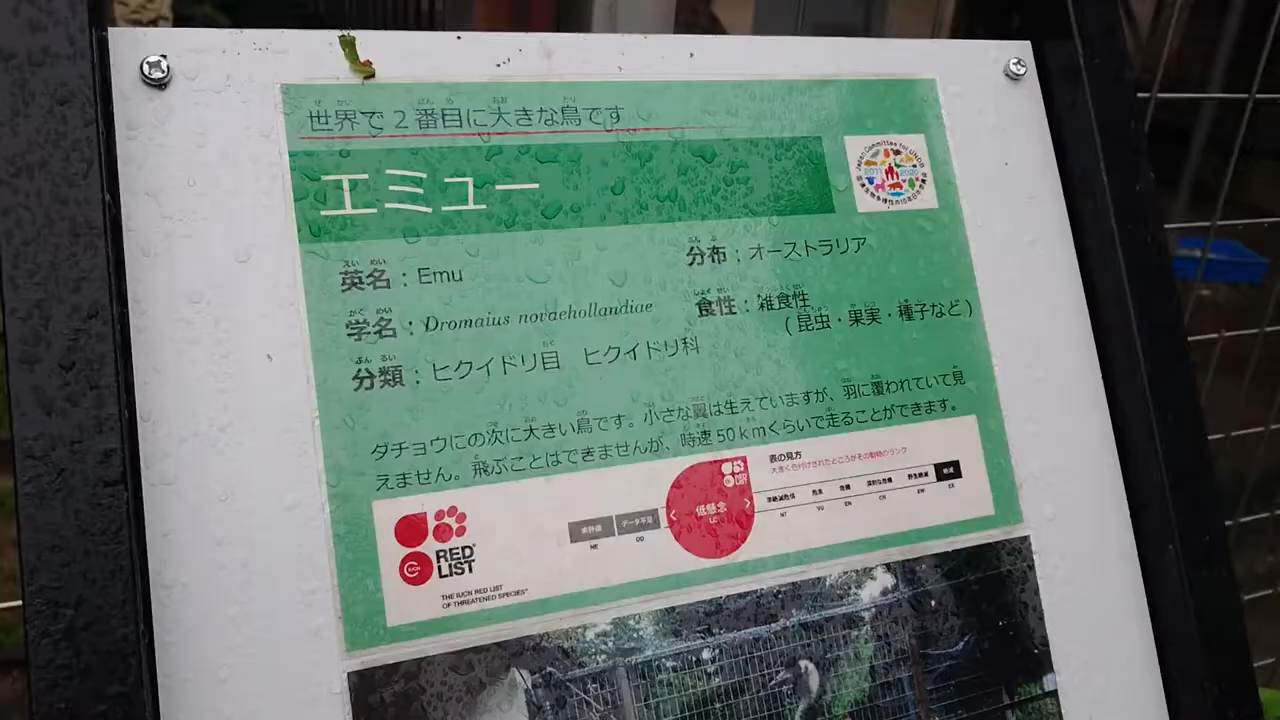 世界で2番目に大きな鳥です
エミュー
英名：Emu
分布：オーストラリア
学名：Dromaius novaehollandiae
食性：雑食性
(昆虫・果実・種子など)
分類：ヒクイドリ目　ヒクイドリ科
ダチョウにの次に大きい鳥です。小さな翼は生えていますが、羽に覆われていて見
えません。飛ぶことはできませんが、時速50kmくらいで走ることができます。
IUCN
RED
LIST
THE IUCN RED LIST
OF THREATENED SPECIES
未評価
NE
データ不足
DD
低懸念
LC
RED
LIST
表の見方
大きく色付けされたところがその動物のランク
準絶滅危惧
NT
危急
VU
危機
EN
深刻な危機
CR
野生絶滅
EW
絶滅
EX
Japan Committee for UNDB
2011 2020